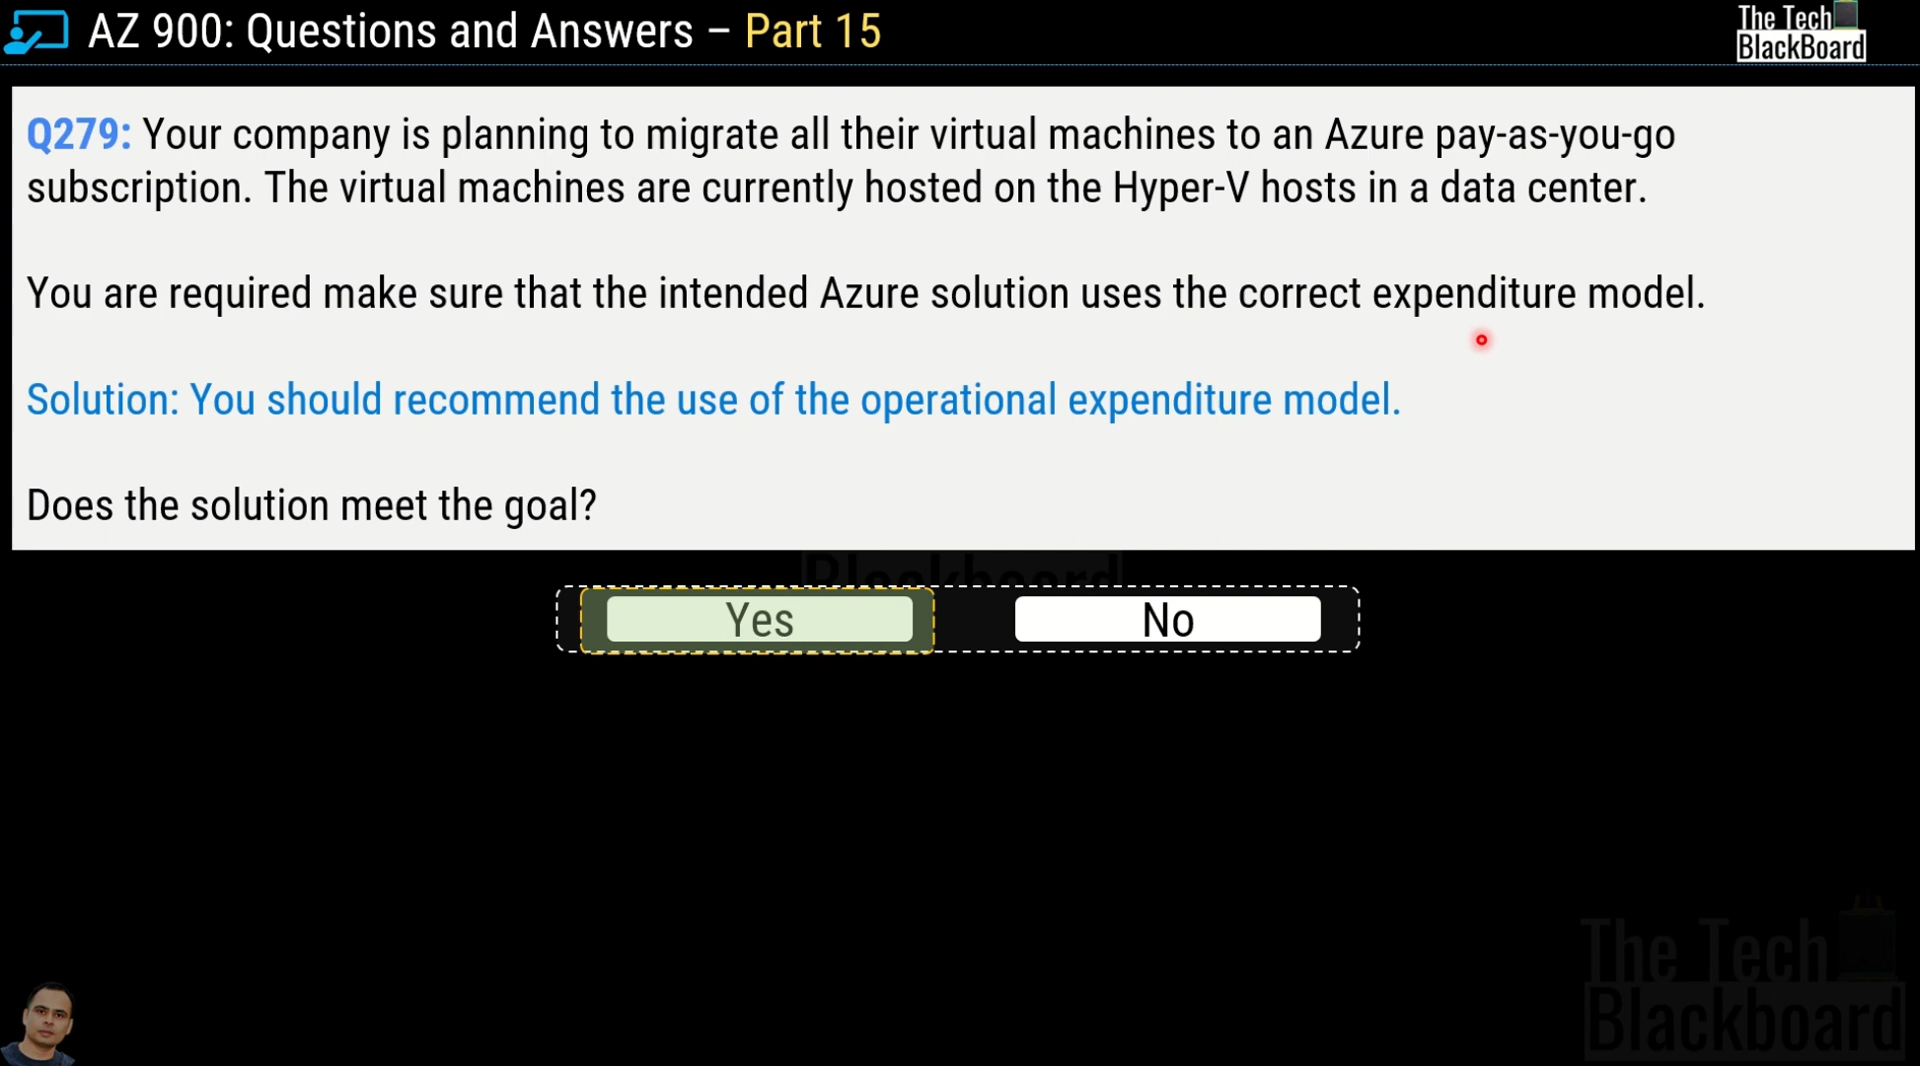 AZ 900: Questions and Answers – Part 15
The Tech
BlackBoard
Q279: Your company is planning to migrate all their virtual machines to an Azure pay-as-you-go
subscription. The virtual machines are currently hosted on the Hyper-V hosts in a data center.
You are required make sure that the intended Azure solution uses the correct expenditure model.
Solution: You should recommend the use of the operational expenditure model.
Does the solution meet the goal?
Blackboard
Yes No
The Tech
Blackboard